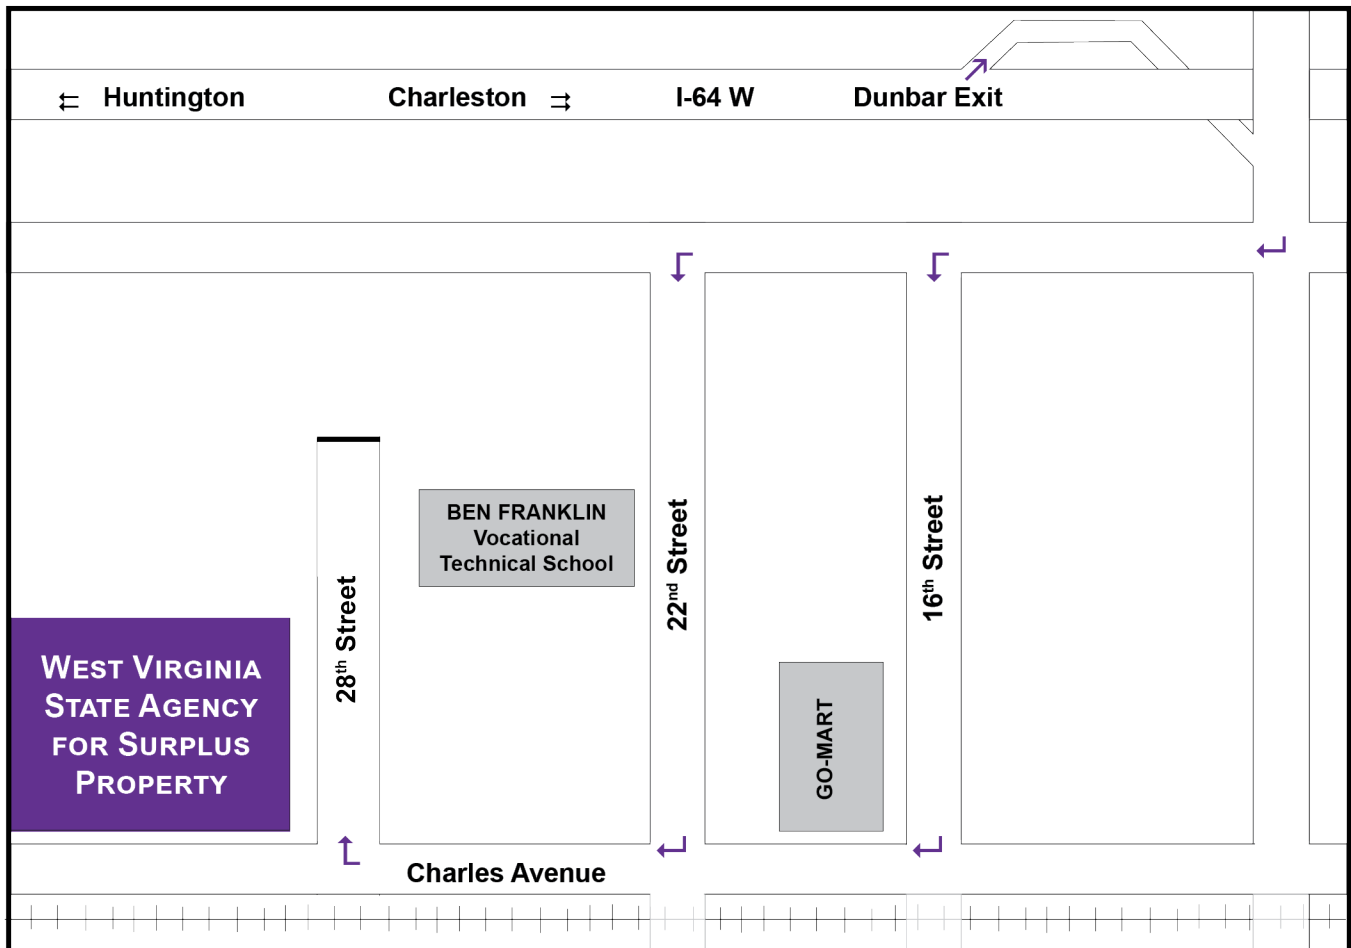 Huntington
Charleston
I-64 W
Dunbar Exit
BEN FRANKLIN
Vocational
Technical School
22nd Street
16th Street
28th Street
WEST VIRGINIA
STATE AGENCY
FOR SURPLUS
PROPERTY
GO-MART
Charles Avenue